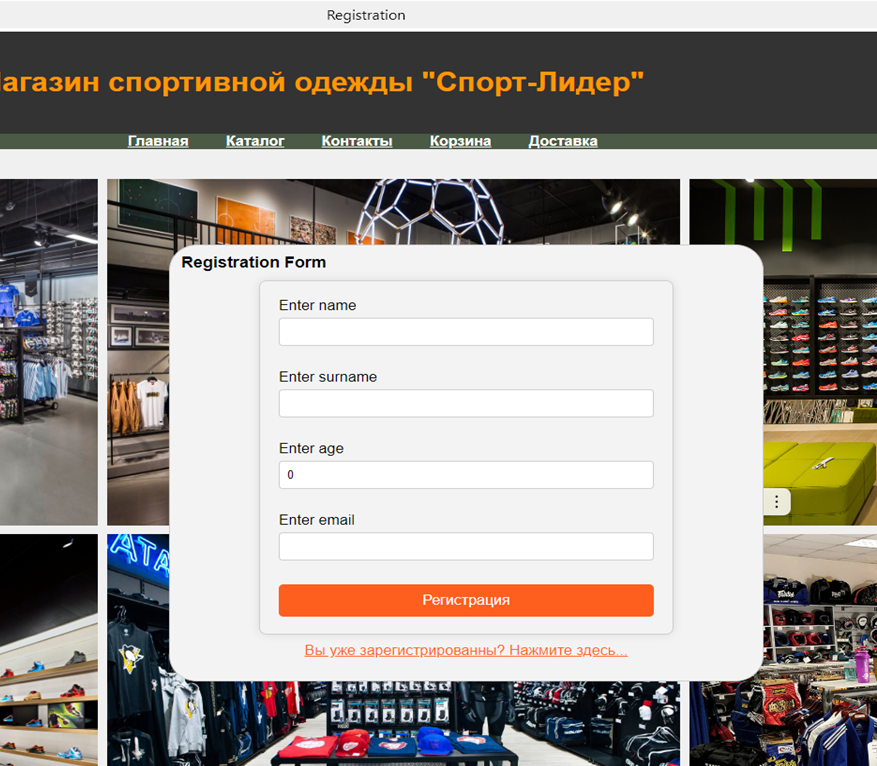 Registration
агазин спортивной одежды "Спорт-Лидер"
Главная Каталог Контакты Корзина Доставка
Registration Form
Enter name
Enter surname
Enter age
0
Enter email
Регистрация
Вы уже зарегистрированны? Нажмите здесь...